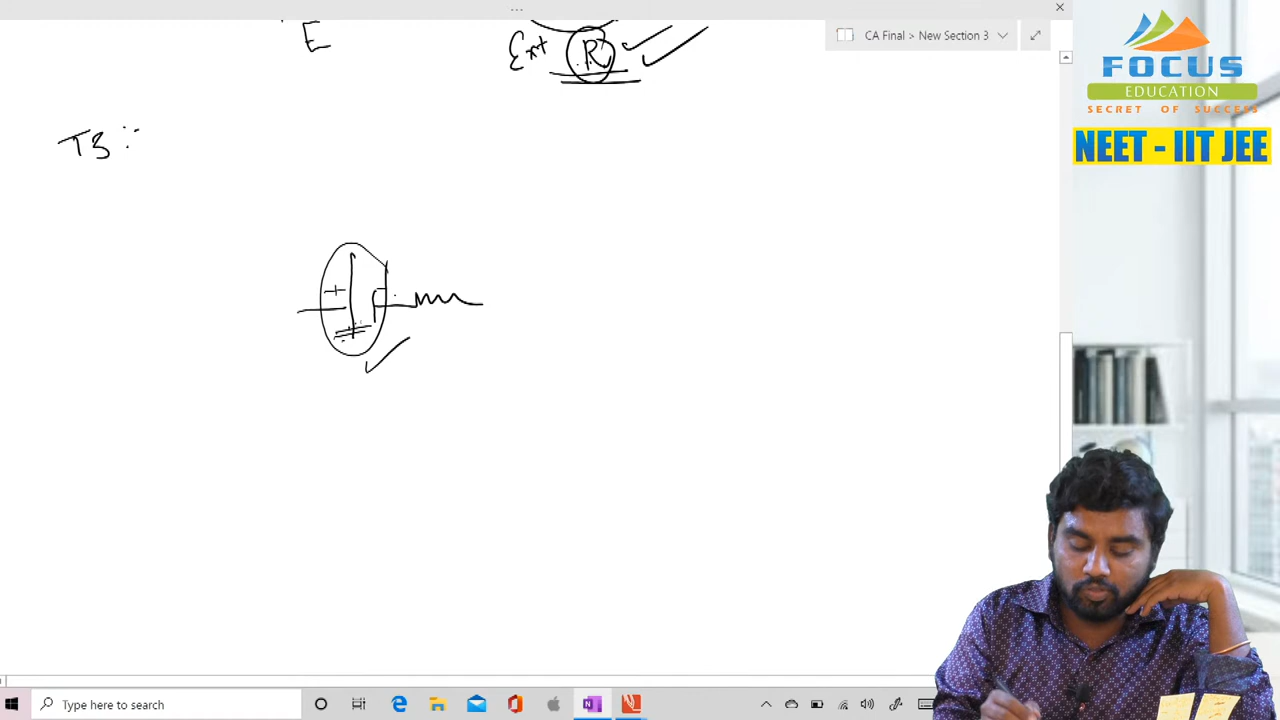 E
Ext R
CA Final > New Section 3
TB :-
+ -
FOCUS
EDUCATION
SECRET OF SUCCESS
NEET - IIT JEE
Type here to search